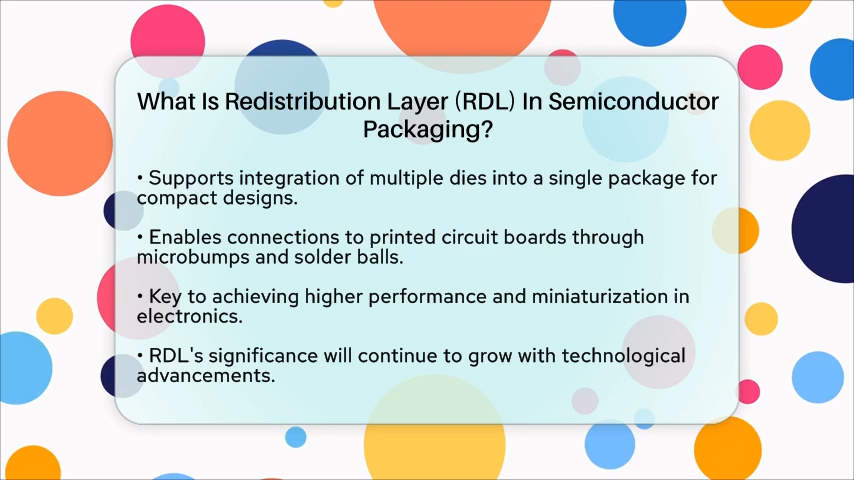 What Is Redistribution Layer (RDL) In Semiconductor
Packaging?
• Supports integration of multiple dies into a single package for
compact designs.
• Enables connections to printed circuit boards through
microbumps and solder balls.
• Key to achieving higher performance and miniaturization in
electronics.
• RDL's significance will continue to grow with technological
advancements.